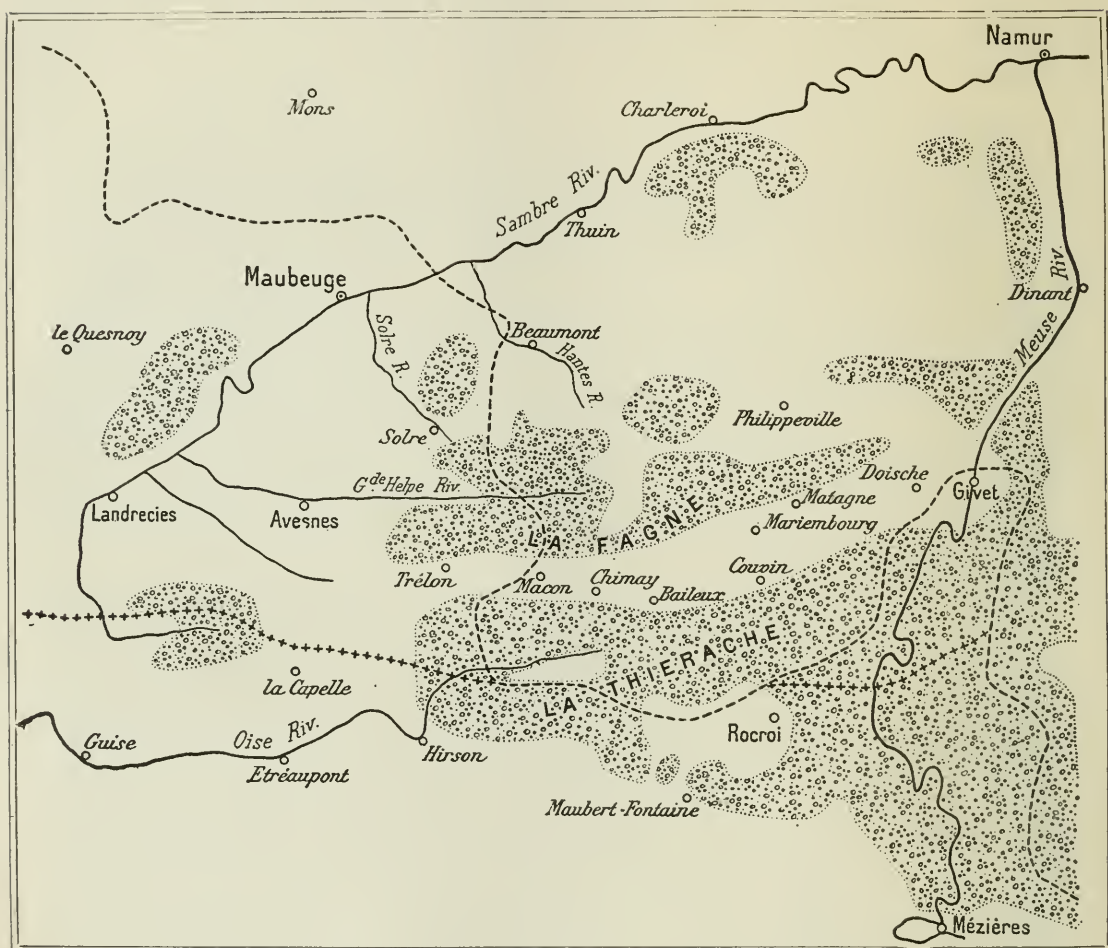 Namur
Mons
Charleroi
Sambre Riv.
Thuin
Maubeuge
Dinant
Meuse Riv.
le Quesnoy
Solre R.
Beaumont
Hantes R.
Philippeville
Solre
Doische
Givet
Gde Helpe Riv.
Matagne
Landrecies
Avesnes
LA FAGNE
Mariembourg
Trélon
Macon
Chimay
Couvin
Baileux
LA THIERACHE
la Capelle
Rocroi
Guise
Oise Riv.
Etréaupont
Hirson
Maubert-Fontaine
Mézières